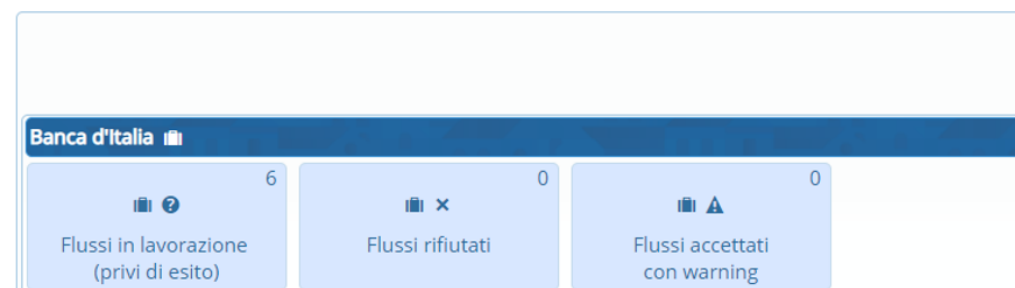 Banca d'Italia
6
Flussi in lavorazione
(privi di esito)
0
Flussi rifiutati
0
Flussi accettati
con warning